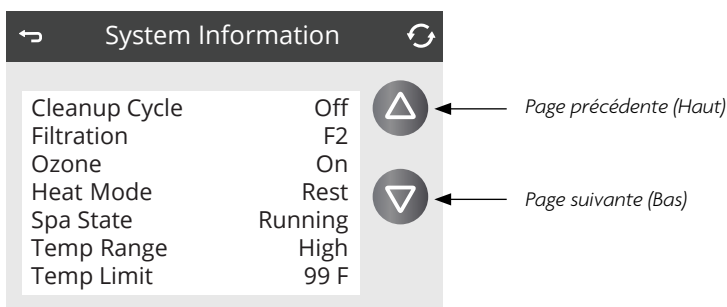 System Information
Cleanup Cycle Off
Page précédente (Haut)
Filtration F2
Ozone On
Heat Mode Rest
Page suivante (Bas)
Spa State Running
Temp Range High
Temp Limit 99 F